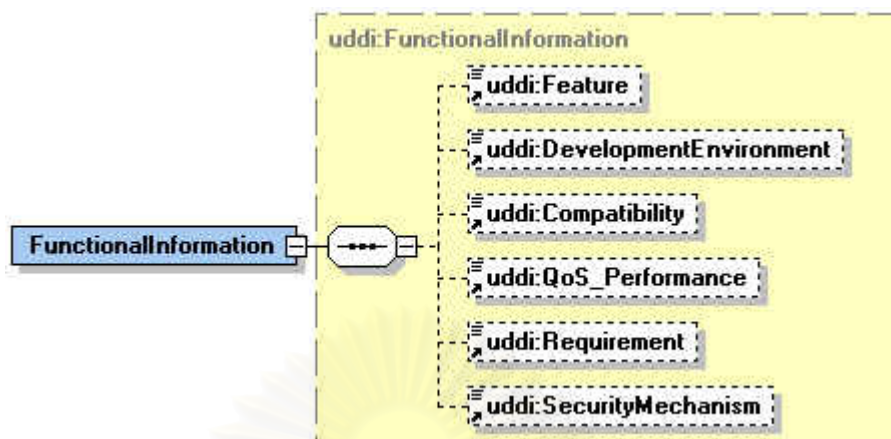 uddi:FunctionalInformation
uddi:Feature
uddi:DevelopmentEnvironment
uddi:Compatibility
FunctionalInformation
uddi:QoS_Performance
uddi:Requirement
uddi:SecurityMechanism